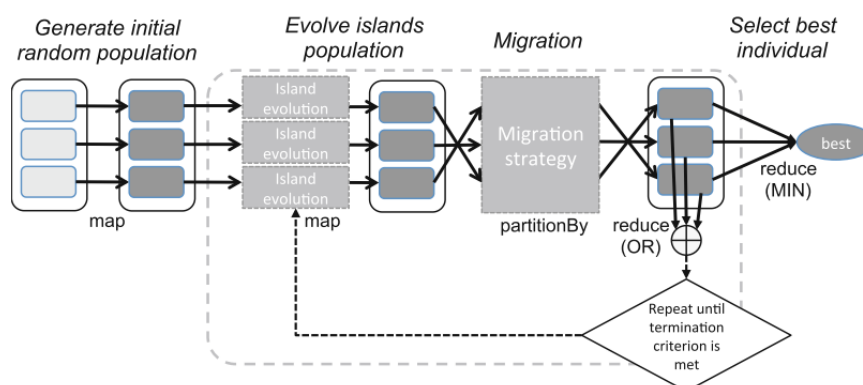 Generate initial
random population
Evolve islands
population
Migration
Select best
individual
Island
evolution
Island
evolution
Island
evolution
Migration
strategy
best
map
map
partitionBy
reduce
(OR)
reduce
(MIN)
Repeat until
termination
criterion is
met